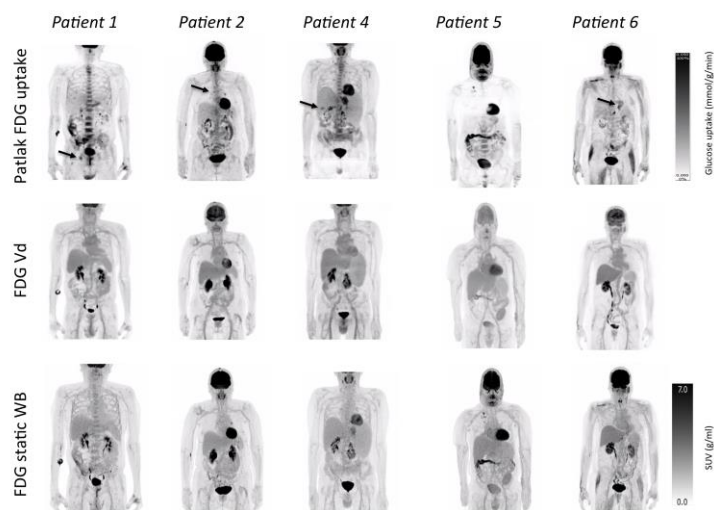 Patient 1 Patient 2 Patient 4 Patient 5 Patient 6
Patlak FDG uptake
Glucose uptake (mmol/g/min)
FDG Vd
FDG static WB
7.0
SUV (g/ml)
0.0